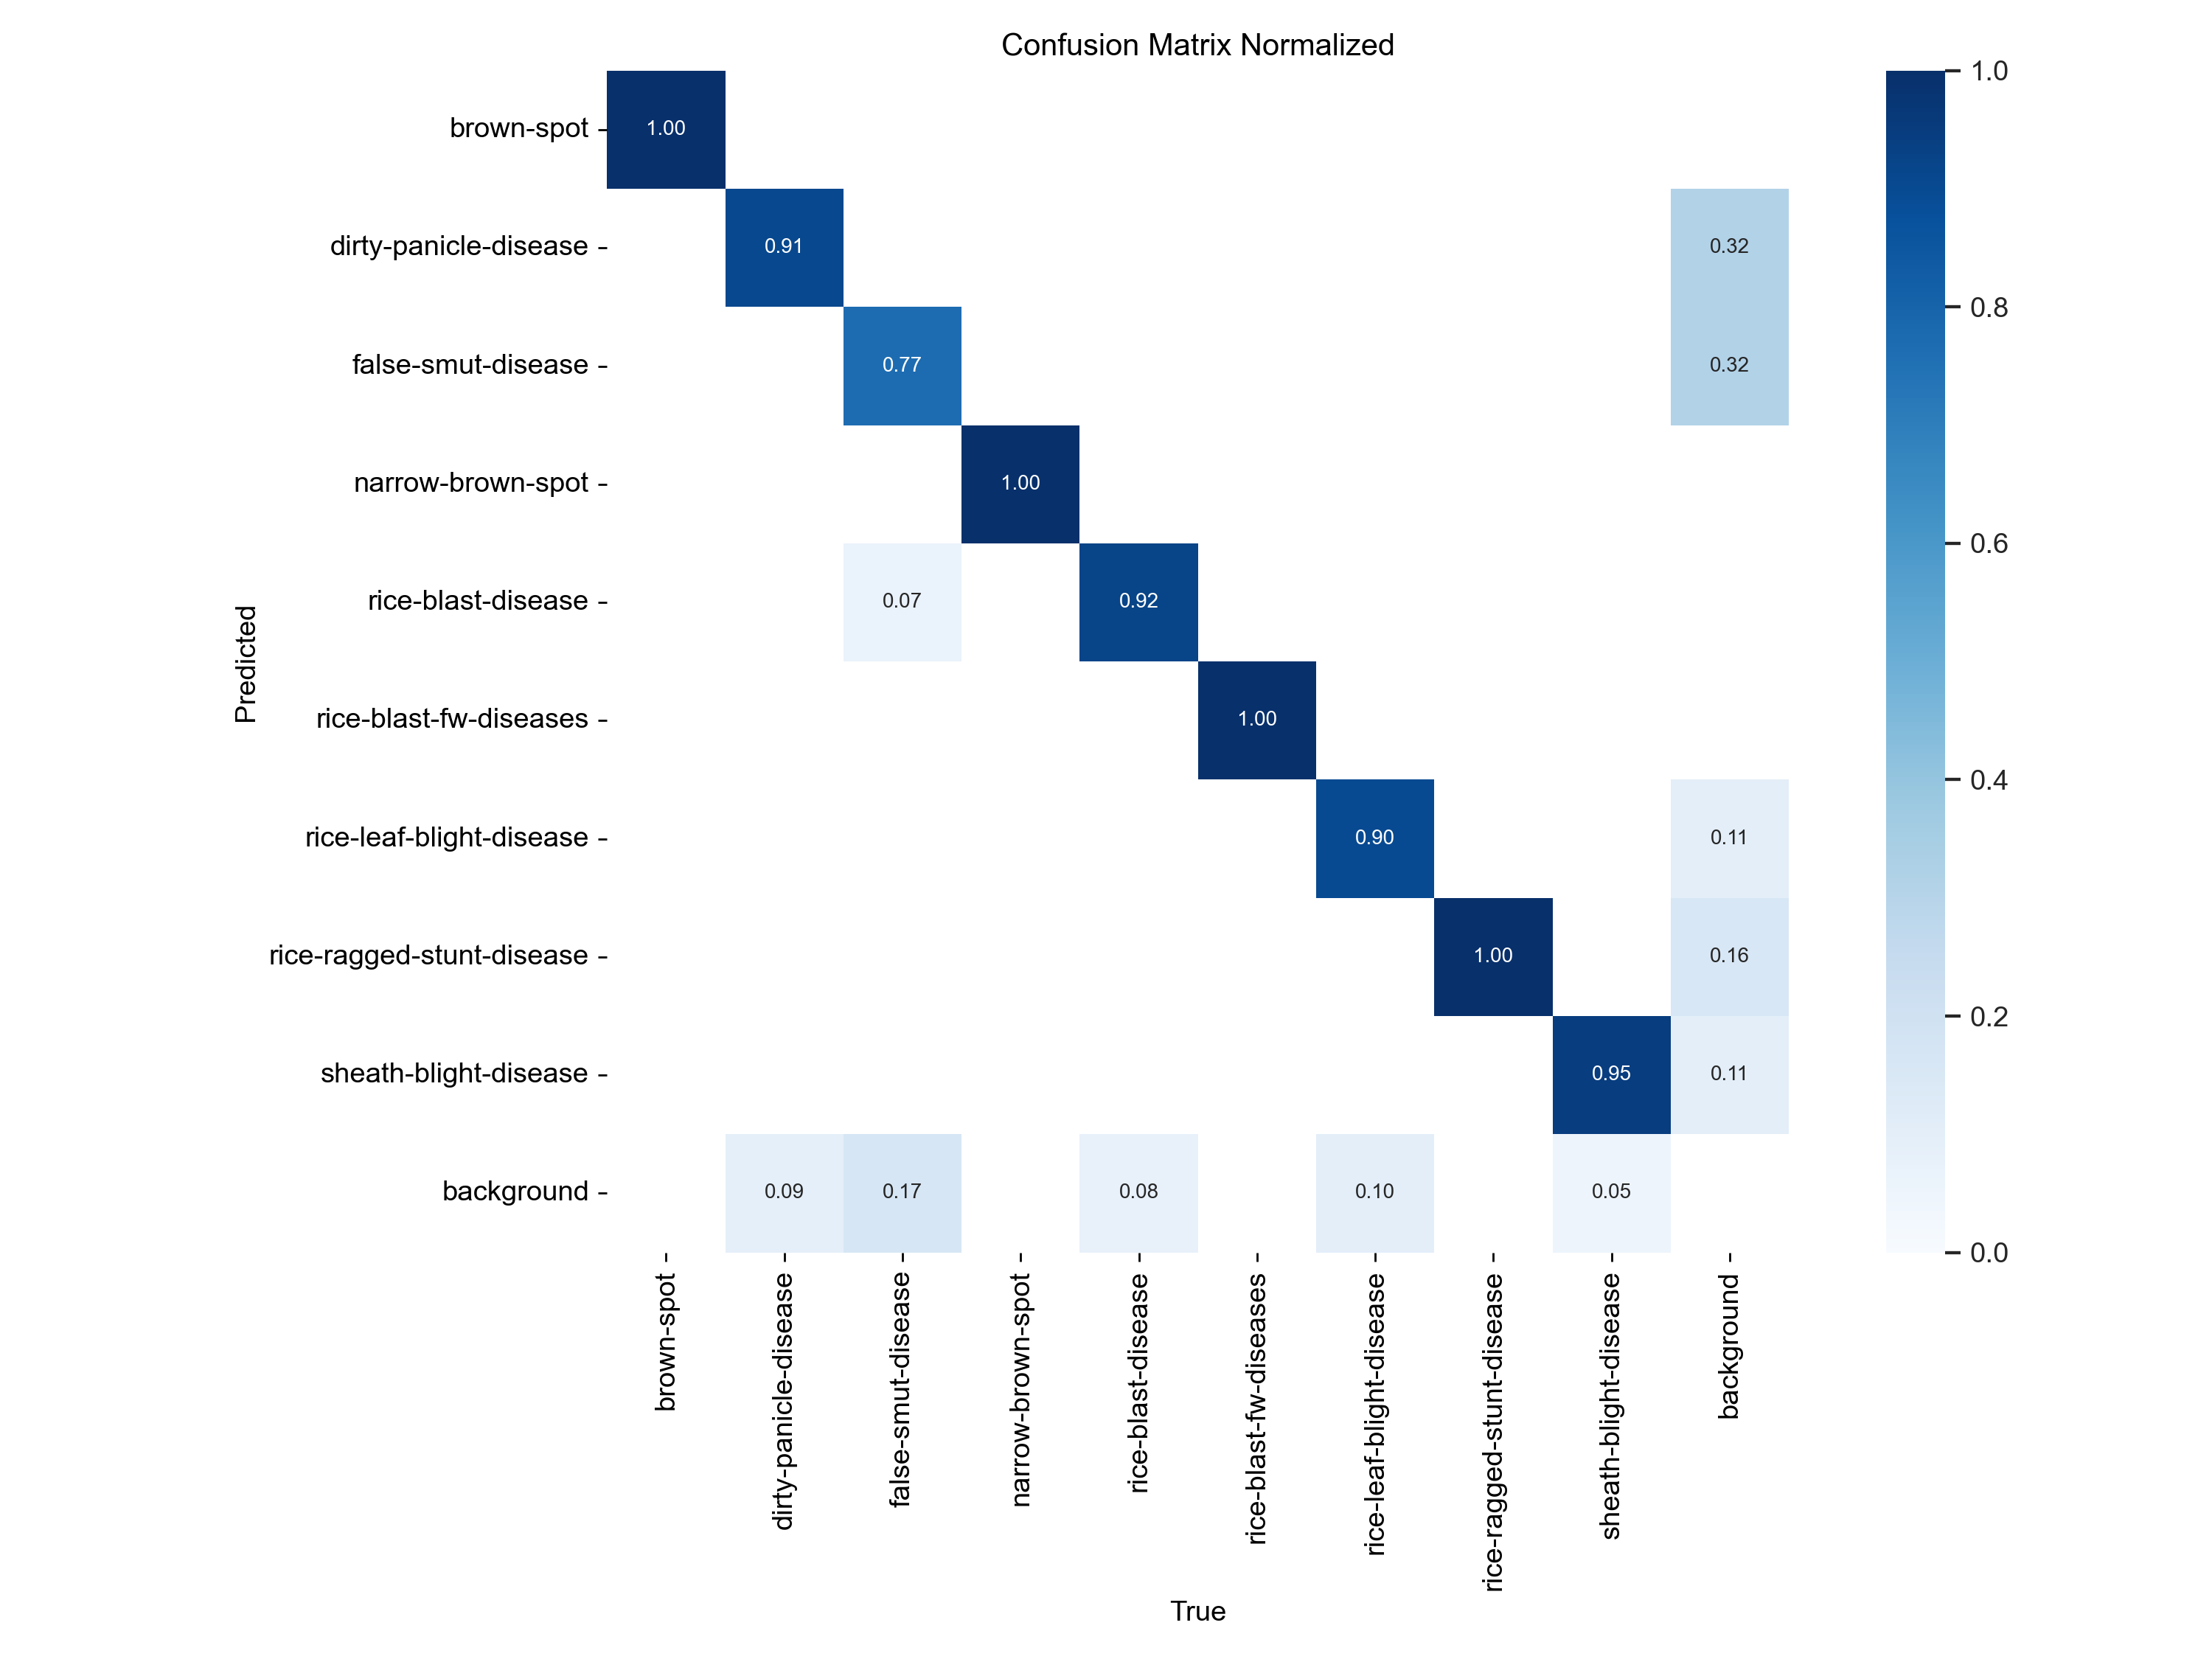 Confusion Matrix Normalized
Predicted
brown-spot
dirty-panicle-disease
false-smut-disease
narrow-brown-spot
rice-blast-disease
rice-blast-fw-diseases
rice-leaf-blight-disease
rice-ragged-stunt-disease
sheath-blight-disease
background
1.00
0.91 0.32
0.77 0.32
1.00
0.07 0.92
1.00
0.90 0.11
1.00 0.16
0.95 0.11
0.09 0.17 0.08 0.10 0.05
brown-spot
dirty-panicle-disease
false-smut-disease
narrow-brown-spot
rice-blast-disease
rice-blast-fw-diseases
rice-leaf-blight-disease
rice-ragged-stunt-disease
sheath-blight-disease
background
True
1.0
0.8
0.6
0.4
0.2
0.0